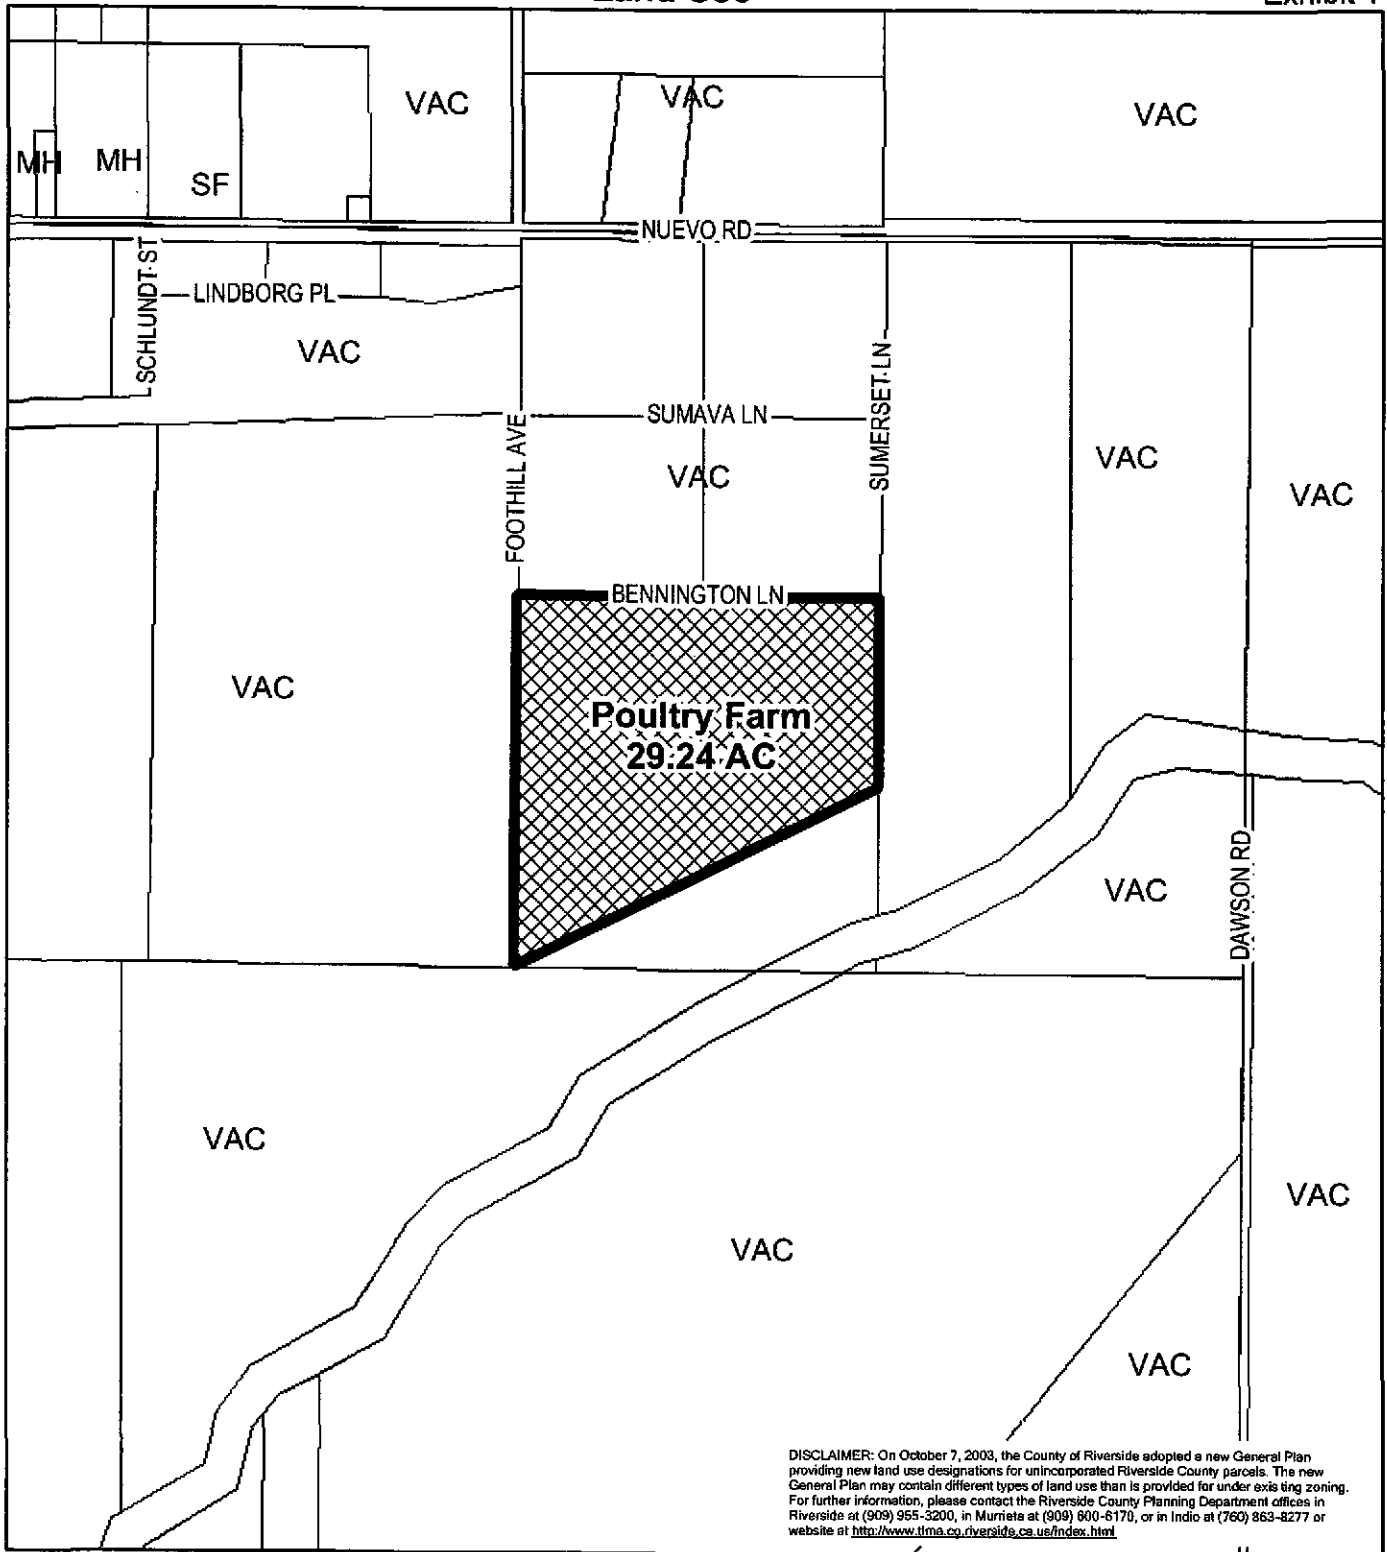 VAC
VAC
VAC
MH
MH
SF
NUEVO RD
SCHLUNDT ST
LINDBORG PL
VAC
FOOTHILL AVE
SUMAVA LN
SUMERSET LN
VAC
VAC
VAC
BENNINGTON LN
VAC
Poultry Farm
29.24 AC
DAWSON RD
VAC
VAC
VAC
VAC
VAC
DISCLAIMER: On October 7, 2003, the County of Riverside adopted a new General Plan
providing new land use designations for unincorporated Riverside County parcels. The new
General Plan may contain different types of land use than is provided for under existing zoning.
For further information, please contact the Riverside County Planning Department offices in
Riverside at (909) 955-3200, in Murrieta at (909) 600-6170, or in Indio at (760) 863-8277 or
website at http://www.tlma.co.riverside.ca.us/index.html